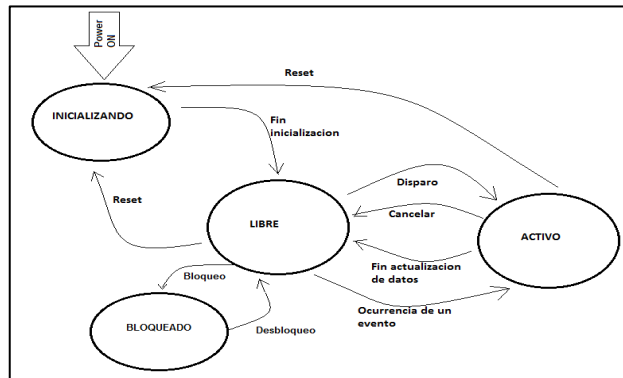 Power
ON
INICIALIZANDO
Reset
Fin
inicializacion
Disparo
Reset
Cancelar
LIBRE
ACTIVO
Fin actualizacion
de datos
Bloqueo
Ocurrencia de un
evento
BLOQUEADO
Desbloqueo